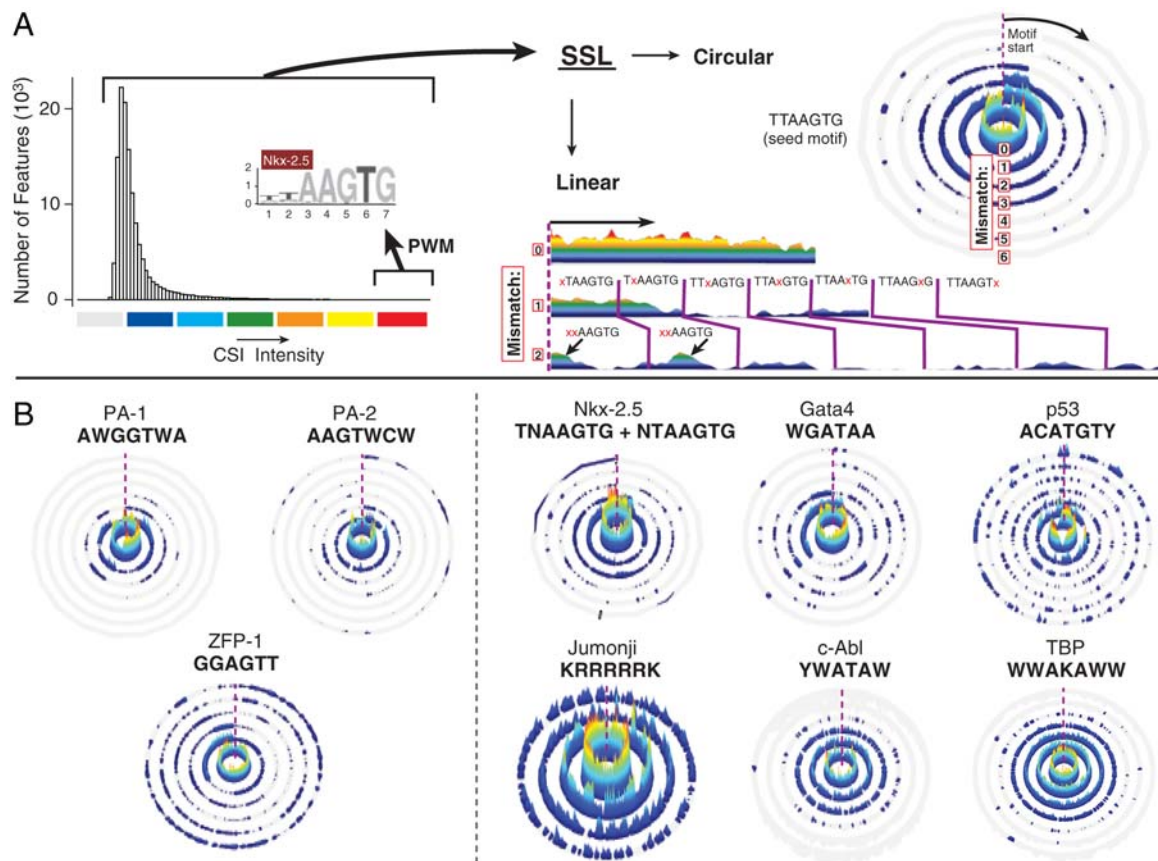 A
Number of Features (10³)
20
10
0
CSI Intensity
Nkx-2.5
2
1
0
AAGTG
1 2 3 4 5 6 7
PWM
SSL
Circular
Linear
Motif
start
TTAAGTG
(seed motif)
Mismatch:
0
1
2
3
4
5
6
Mismatch:
0
xTAAGTG TxAAGTG TTxAGTG TTAxGTG TTAAxTG TTAAGxG TTAAGTx
1
xxAAGTG xxAAGTG
2
B
PA-1
AWGGTWA
PA-2
AAGTWCW
ZFP-1
GGAGTT
Nkx-2.5
TNAAGTG + NTAAGTG
Gata4
WGATAA
p53
ACATGTY
Jumonji
KRRRRRK
c-Abl
YWATAW
TBP
WWAKAWW